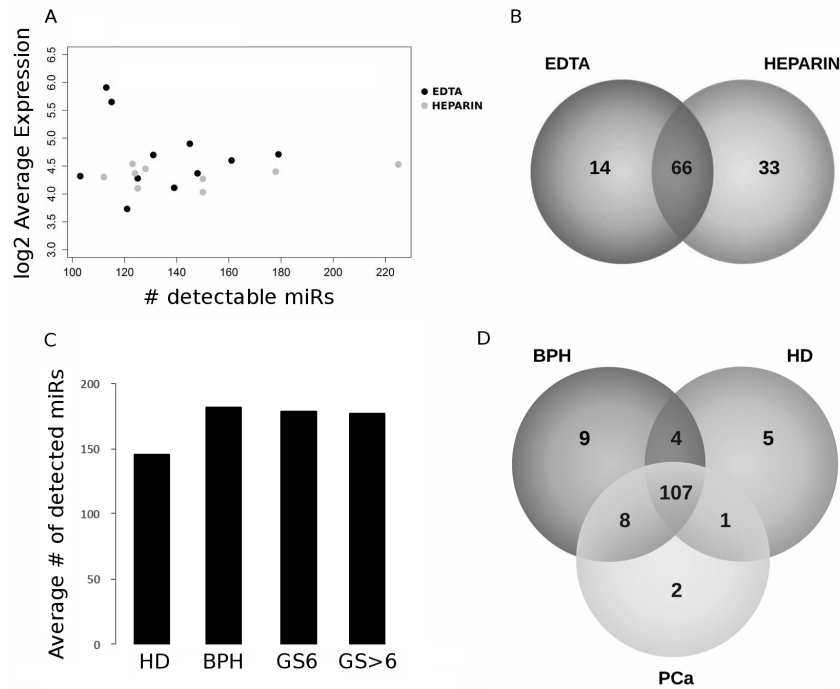 A
log2 Average Expression
6.5
6.0
5.5
5.0
4.5
4.0
3.5
3.0
100 120 140 160 180 200 220
# detectable miRs
EDTA
HEPARIN
B
EDTA HEPARIN
14 66 33
C
Average # of detected miRs
200
150
100
50
0
HD BPH GS6 GS>6
D
BPH HD
9 4 5
107
8 1
2
PCa